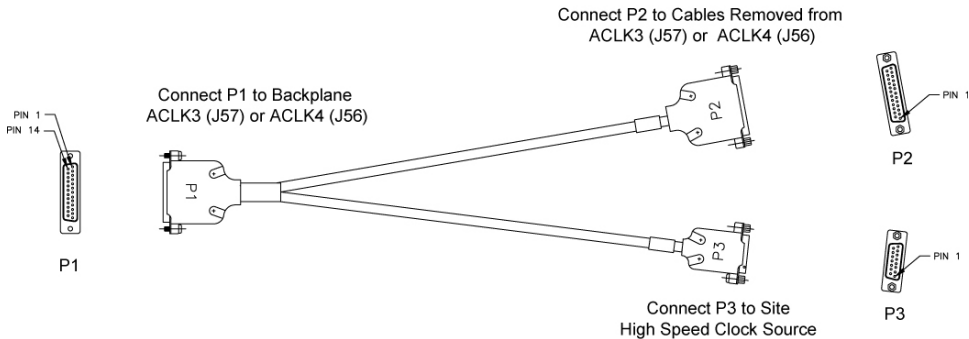 Connect P2 to Cables Removed from
ACLK3 (J57) or ACLK4 (J56)
Connect P1 to Backplane
ACLK3 (J57) or ACLK4 (J56)
PIN 1
PIN 14
P1
P1
P2
PIN 1
P2
P3
PIN 1
P3
Connect P3 to Site
High Speed Clock Source